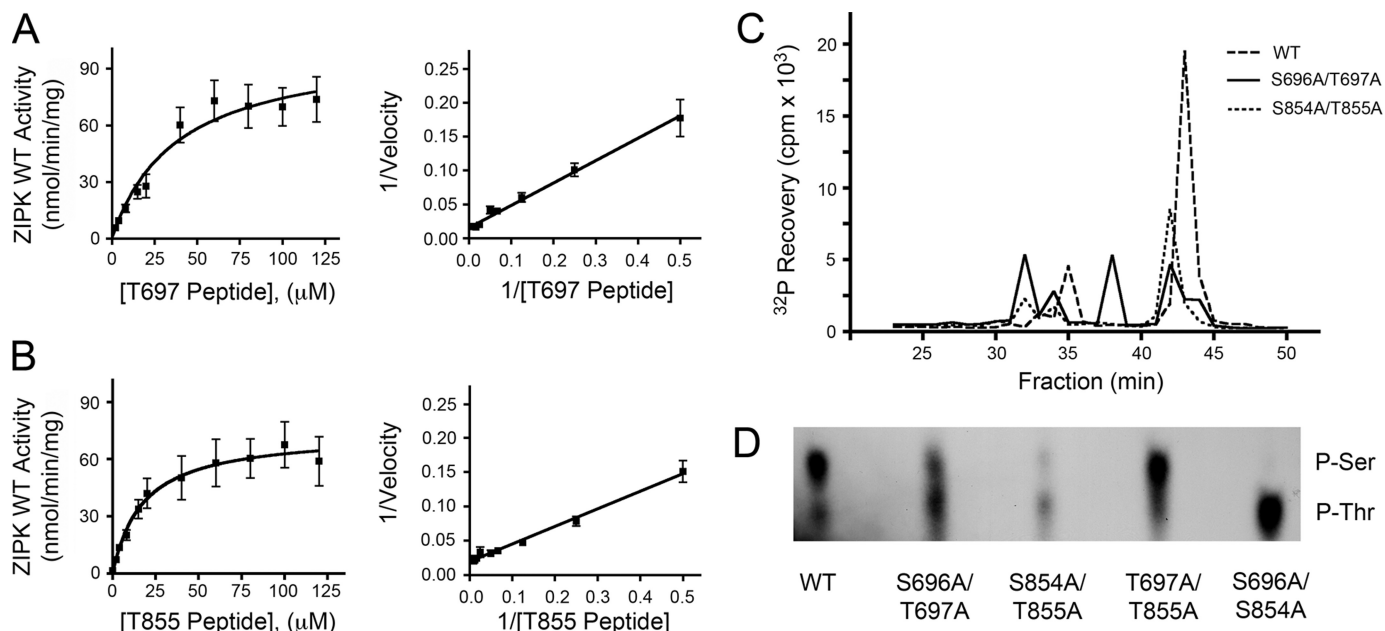 A
ZIPK WT Activity
(nmol/min/mg)
90
60
30
0
0 25 50 75 100 125
[T697 Peptide], (μM)
1/Velocity
0.25
0.20
0.15
0.10
0.05
0.00
0.0 0.1 0.2 0.3 0.4 0.5
1/[T697 Peptide]
B
ZIPK WT Activity
(nmol/min/mg)
90
60
30
0
0 25 50 75 100 125
[T855 Peptide], (μM)
1/Velocity
0.25
0.20
0.15
0.10
0.05
0.00
0.0 0.1 0.2 0.3 0.4 0.5
1/[T855 Peptide]
C
³²P Recovery (cpm x 10³)
20
15
10
5
0
25 30 35 40 45 50
Fraction (min)
WT
S696A/T697A
S854A/T855A
D
P-Ser
P-Thr
WT
S696A/
T697A
S854A/
T855A
T697A/
T855A
S696A/
S854A